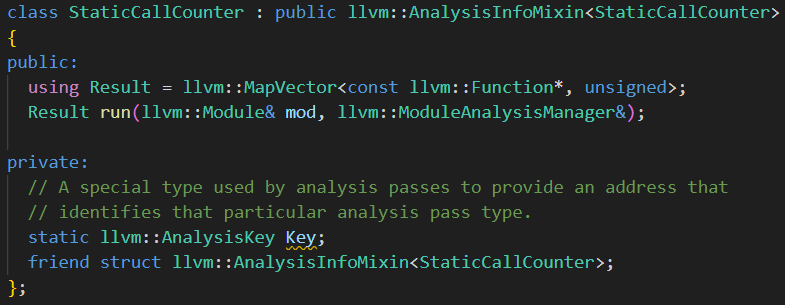 class StaticCallCounter : public llvm::AnalysisInfoMixin<StaticCallCounter>
{
public:
  using Result = llvm::MapVector<const llvm::Function*, unsigned>;
  Result run(llvm::Module& mod, llvm::ModuleAnalysisManager&);

private:
  // A special type used by analysis passes to provide an address that
  // identifies that particular analysis pass type.
  static llvm::AnalysisKey Key;
  friend struct llvm::AnalysisInfoMixin<StaticCallCounter>;
};